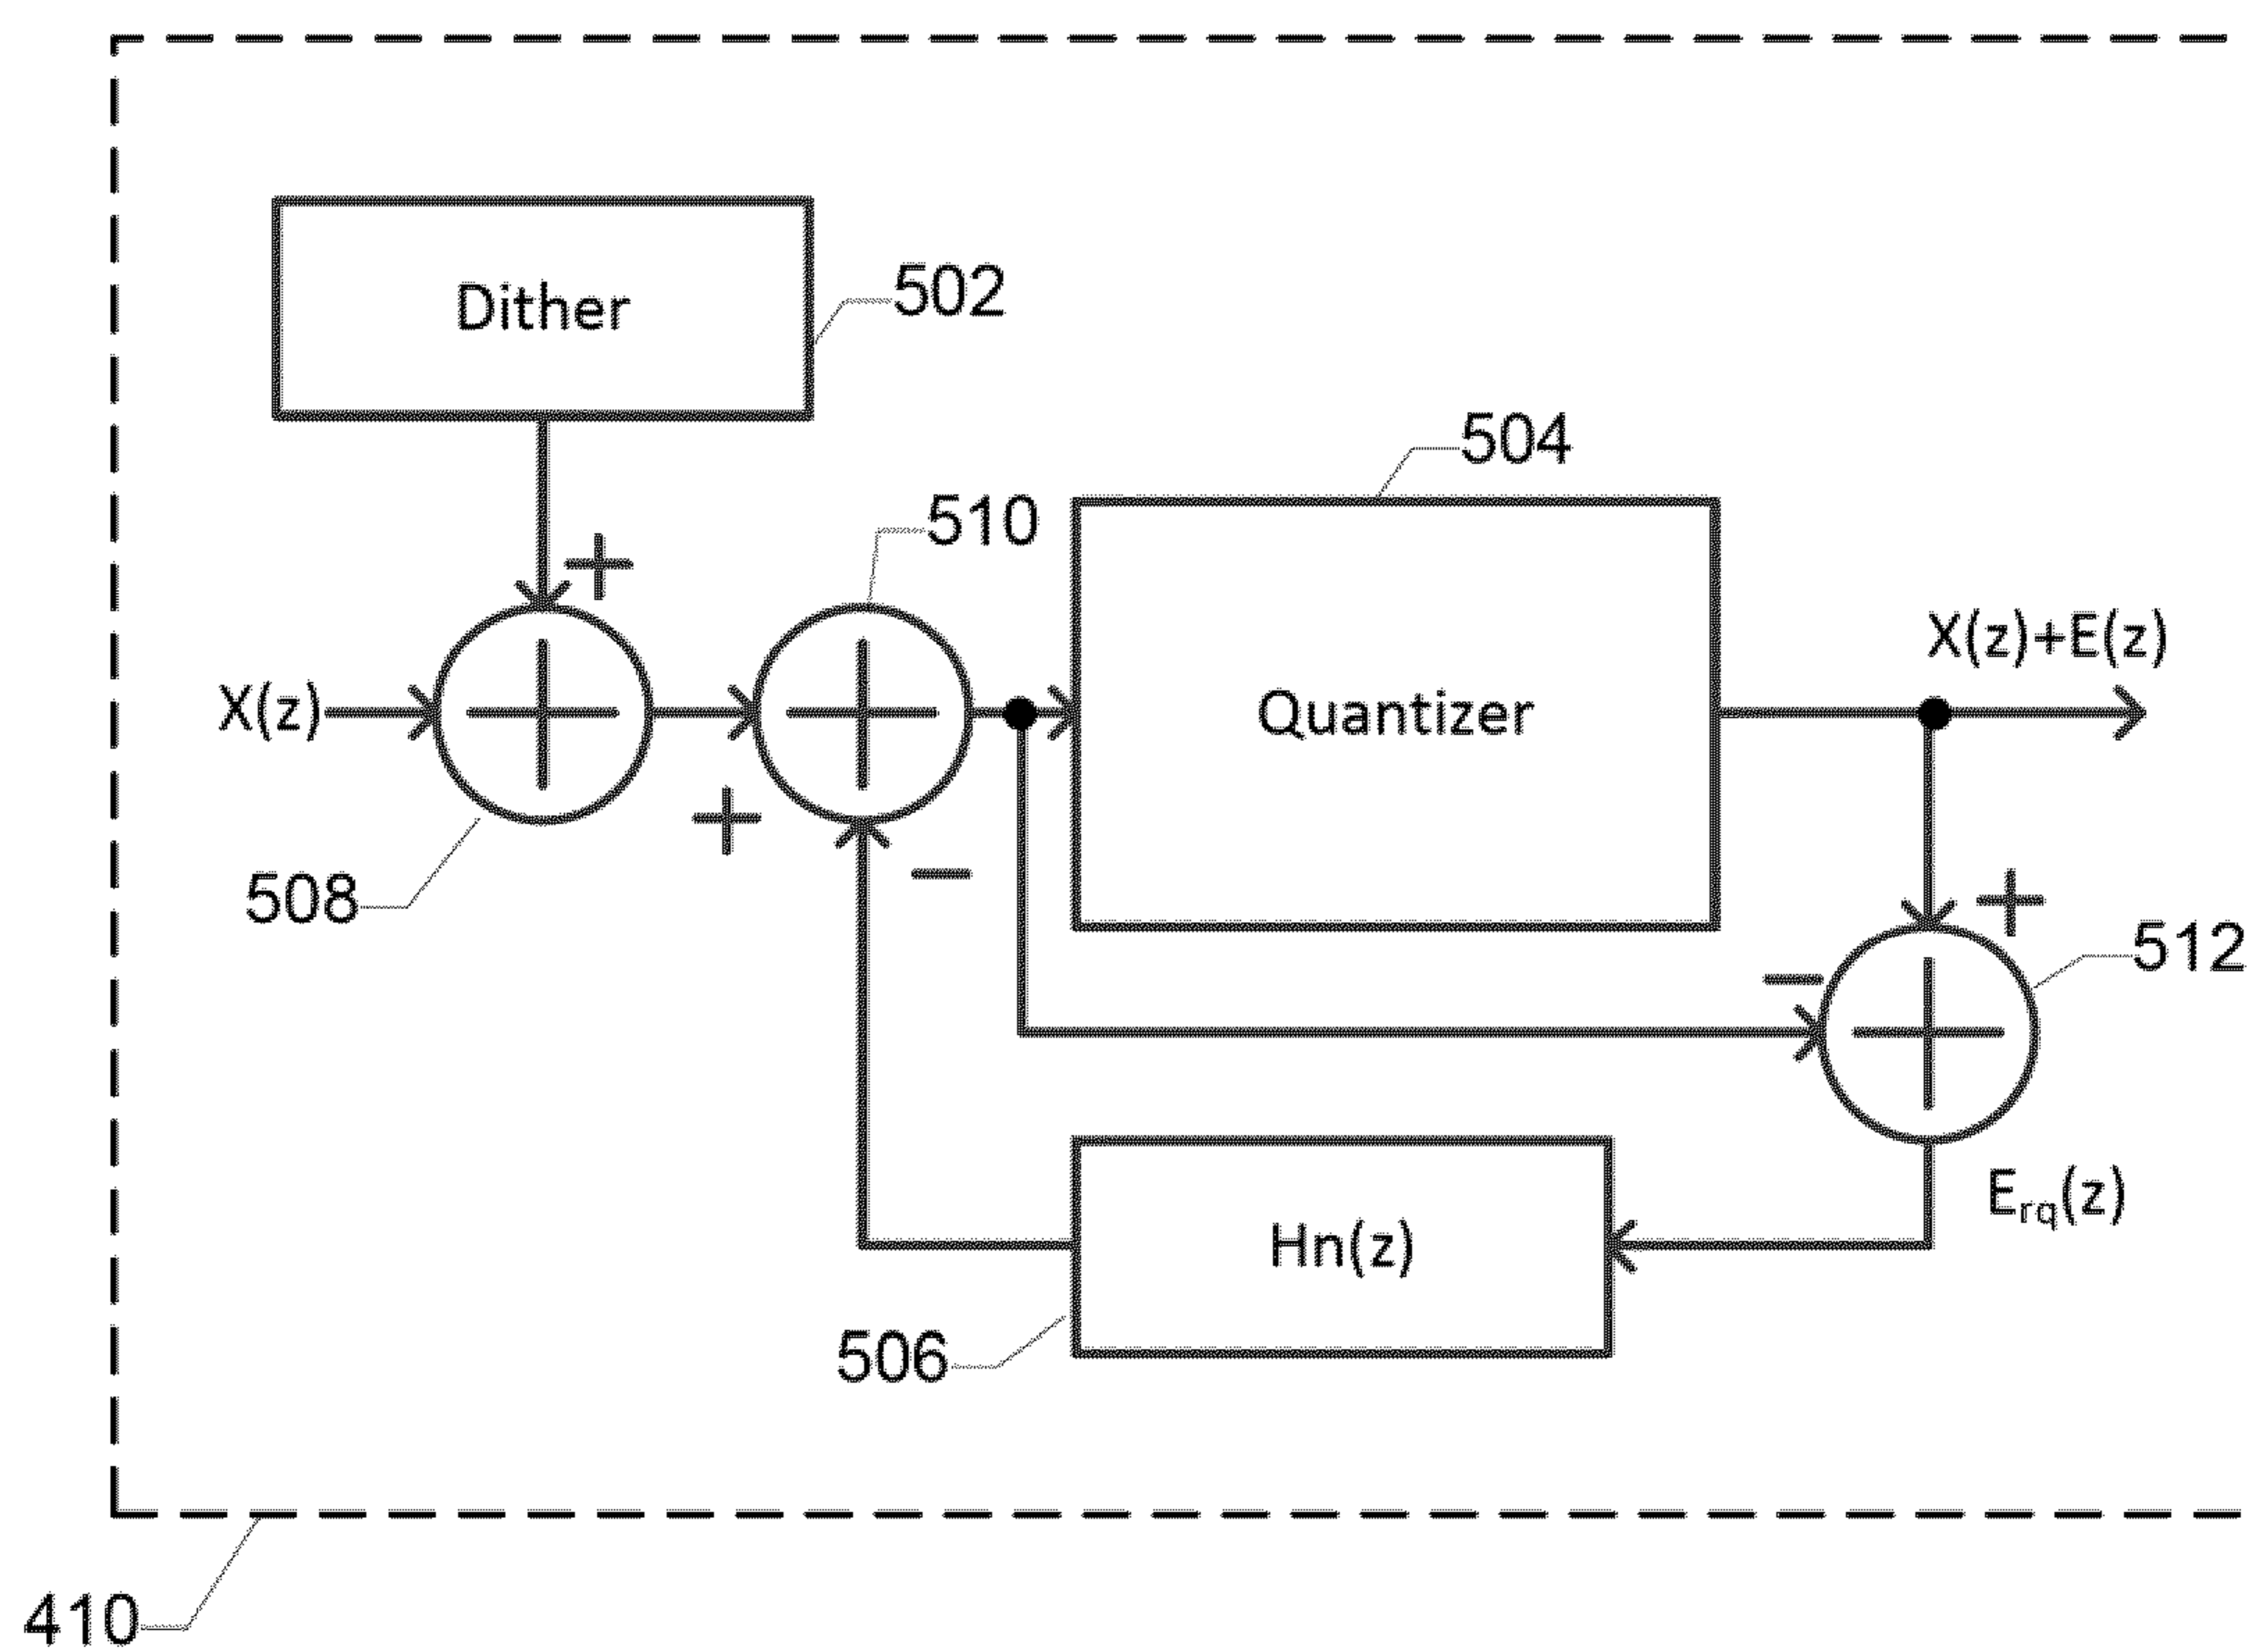 Dither
502
504
510
X(z)+E(z)
X(z)
Quantizer
+
+
508
−
+
512
−
E_rq(z)
Hn(z)
506
410